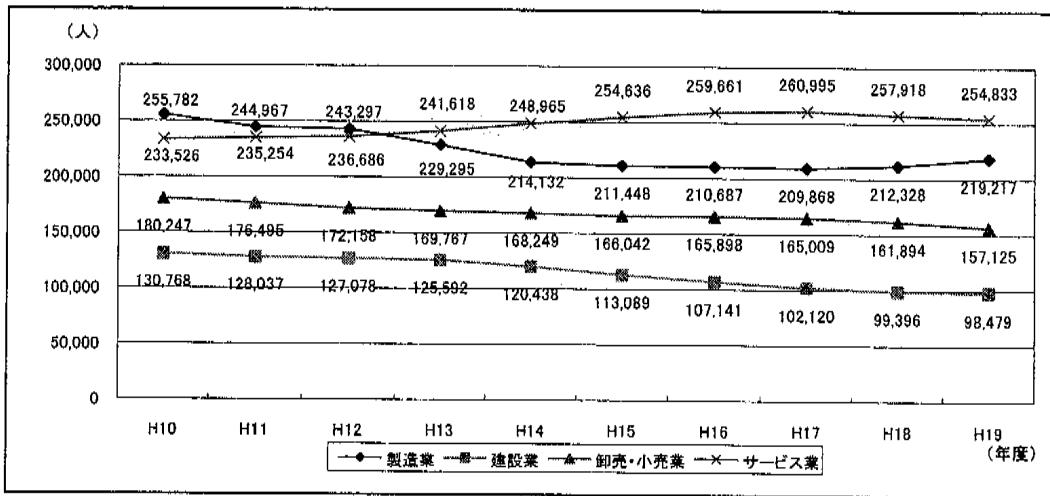 (人)
300,000
250,000
200,000
150,000
100,000
50,000
0
255,782 244,967 243,297 241,618 248,965 254,636 259,661 260,995 257,918 254,833
233,526 235,254 236,686 229,295 214,132 211,448 210,687 209,868 212,328 219,217
180,247 176,495 172,158 169,767 168,249 166,042 165,898 165,009 161,894 157,125
130,768 128,037 127,078 125,592 120,438 113,089 107,141 102,120 99,396 98,479
H10 H11 H12 H13 H14 H15 H16 H17 H18 H19
(年度)
製造業 建設業 卸売・小売業 サービス業